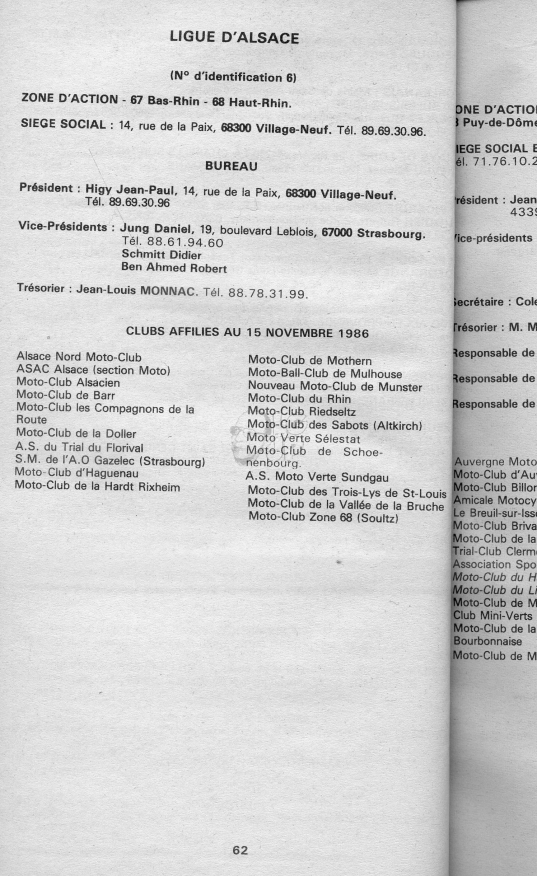 LIGUE D'ALSACE
(N° d'identification 6)
ZONE D'ACTION - 67 Bas-Rhin - 68 Haut-Rhin.
SIEGE SOCIAL : 14, rue de la Paix, 68300 Village-Neuf. Tél. 89.69.30.96.
BUREAU
Président : Higy Jean-Paul, 14, rue de la Paix, 68300 Village-Neuf.
Tél. 89.69.30.96
Vice-Présidents : Jung Daniel, 19, boulevard Leblois, 67000 Strasbourg.
Tél. 88.61.94.60
Schmitt Didier
Ben Ahmed Robert
Trésorier : Jean-Louis MONNAC. Tél. 88.78.31.99.
CLUBS AFFILIES AU 15 NOVEMBRE 1986
Alsace Nord Moto-Club
ASAC Alsace (section Moto)
Moto-Club Alsacien
Moto-Club de Barr
Moto-Club les Compagnons de la
Route
Moto-Club de la Doller
A.S. du Trial du Florival
S.M. de l'A.O Gazelec (Strasbourg)
Moto-Club d'Haguenau
Moto-Club de la Hardt Rixheim
Moto-Club de Mothern
Moto-Ball-Club de Mulhouse
Nouveau Moto-Club de Munster
Moto-Club du Rhin
Moto-Club Riedseltz
Moto-Club des Sabots (Altkirch)
Moto Verte Sélestat
Moto-Club de Schoe-
nenbourg.
A.S. Moto Verte Sundgau
Moto-Club des Trois-Lys de St-Louis
Moto-Club de la Vallée de la Bruche
Moto-Club Zone 68 (Soultz)
62
ONE D'ACTIO
Puy-de-Dôme
IEGE SOCIAL
él. 71.76.10.2
résident : Jean
4339
ice-présidents
ecrétaire : Col
résorier : M. M
Responsable de
Responsable de
Responsable de
Auvergne Moto
Moto-Club d'Au
Moto-Club Billo
Amicale Motocy
Le Breuil-sur-Iss
Moto-Club Briva
Moto-Club de la
Trial-Club Clerm
Association Spo
Moto-Club du H
Moto-Club du Li
Moto-Club de M
Club Mini-Verts
Moto-Club de la
Bourbonnaise
Moto-Club de M